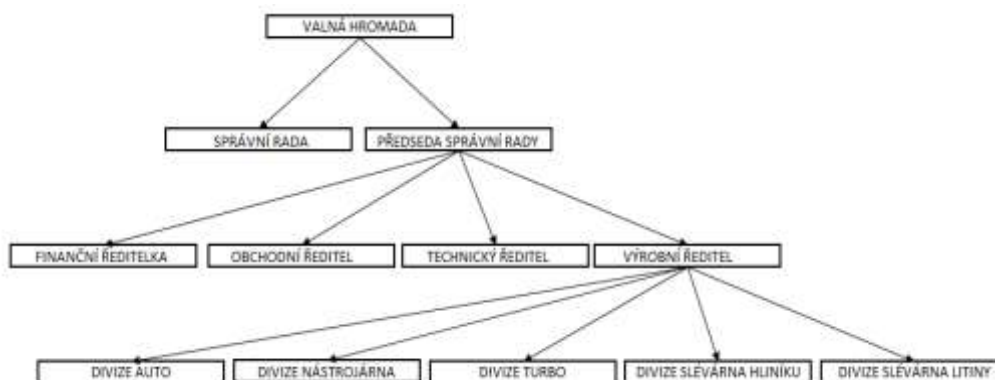 VALNÁ HROMADA
SPRÁVNÍ RADA
PŘEDSEDA SPRÁVNÍ RADY
FINANČNÍ ŘEDITELKA
OBCHODNÍ ŘEDITEL
TECHNICKÝ ŘEDITEL
VÝROBNÍ ŘEDITEL
DIVIZE AUTO
DIVIZE NÁSTROJÁRNA
DIVIZE TURBO
DIVIZE SLÉVÁRNA HLINÍKU
DIVIZE SLÉVÁRNA LITINY